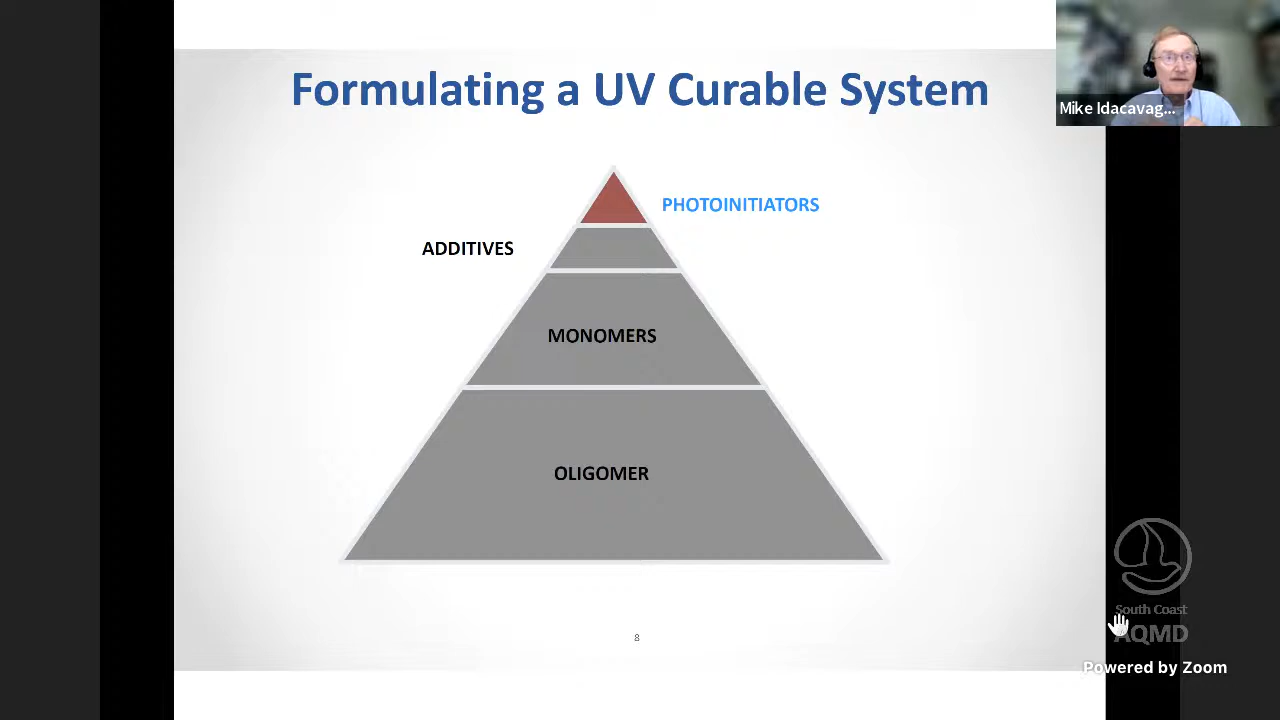 Formulating a UV Curable System
Mike Idacavag...
PHOTOINITIATORS
ADDITIVES
MONOMERS
OLIGOMER
8
South Coast
AQMD
Powered by Zoom